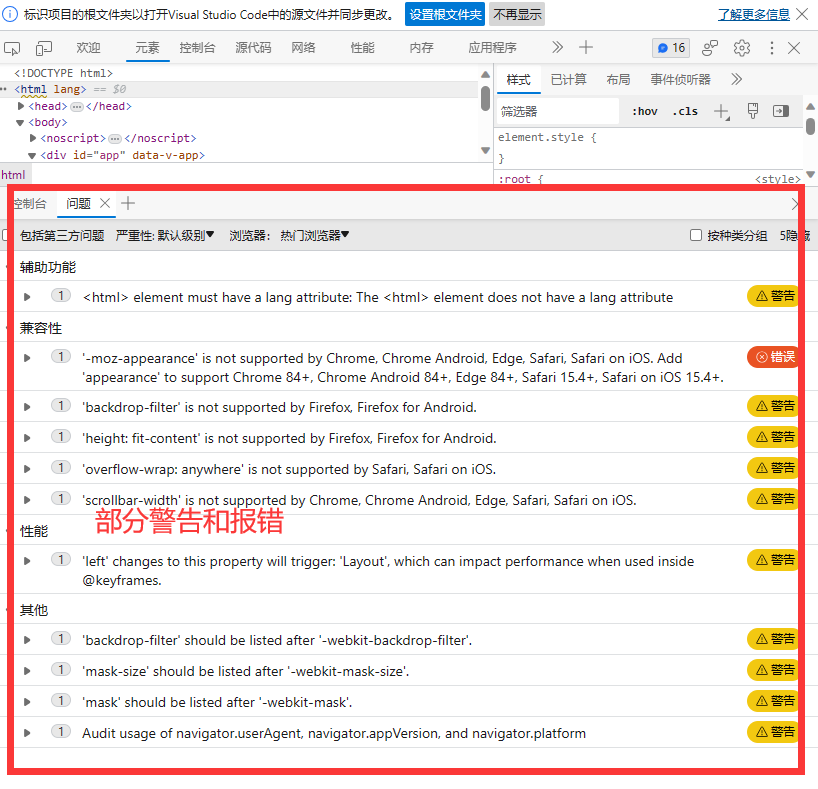 标识项目的根文件夹以打开Visual Studio Code中的源文件并同步更改。 设置根文件夹 不再显示 了解更多信息
欢迎 元素 控制台 源代码 网络 性能 内存 应用程序 16
<!DOCTYPE html>
<html lang> == $0
<head> … </head>
<body>
<noscript> … </noscript>
<div id="app" data-v-app>
html
样式 已计算 布局 事件侦听器
筛选器 :hov .cls
element.style {
}
:root { <style>
控制台 问题
包括第三方问题 严重性: 默认级别 浏览器: 热门浏览器 按种类分组 5隐藏
辅助功能
1 <html> element must have a lang attribute: The <html> element does not have a lang attribute 警告
兼容性
1 '-moz-appearance' is not supported by Chrome, Chrome Android, Edge, Safari, Safari on iOS. Add 错误
'appearance' to support Chrome 84+, Chrome Android 84+, Edge 84+, Safari 15.4+, Safari on iOS 15.4+.
1 'backdrop-filter' is not supported by Firefox, Firefox for Android. 警告
1 'height: fit-content' is not supported by Firefox, Firefox for Android. 警告
1 'overflow-wrap: anywhere' is not supported by Safari, Safari on iOS. 警告
1 'scrollbar-width' is not supported by Chrome, Chrome Android, Edge, Safari, Safari on iOS. 警告
部分警告和报错
性能
1 'left' changes to this property will trigger: 'Layout', which can impact performance when used inside 警告
@keyframes.
其他
1 'backdrop-filter' should be listed after '-webkit-backdrop-filter'. 警告
1 'mask-size' should be listed after '-webkit-mask-size'. 警告
1 'mask' should be listed after '-webkit-mask'. 警告
1 Audit usage of navigator.userAgent, navigator.appVersion, and navigator.platform 警告